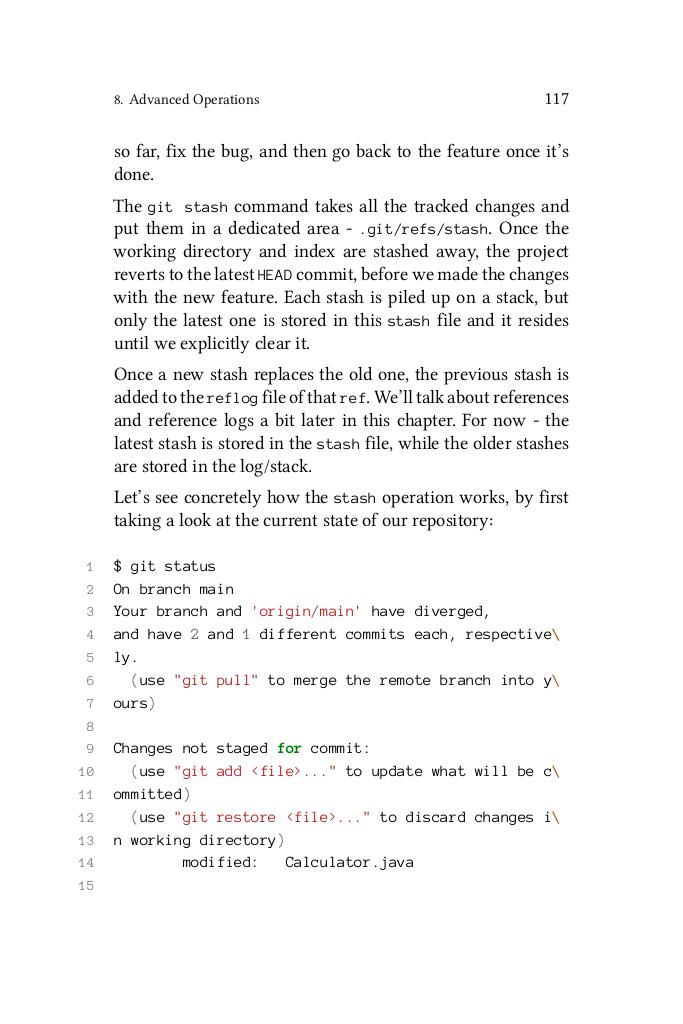 8. Advanced Operations 117
so far, fix the bug, and then go back to the feature once it’s
done.
The git stash command takes all the tracked changes and
put them in a dedicated area - .git/refs/stash. Once the
working directory and index are stashed away, the project
reverts to the latest HEAD commit, before we made the changes
with the new feature. Each stash is piled up on a stack, but
only the latest one is stored in this stash file and it resides
until we explicitly clear it.
Once a new stash replaces the old one, the previous stash is
added to the reflog file of that ref. We’ll talk about references
and reference logs a bit later in this chapter. For now - the
latest stash is stored in the stash file, while the older stashes
are stored in the log/stack.
Let’s see concretely how the stash operation works, by first
taking a look at the current state of our repository:
1 $ git status
2 On branch main
3 Your branch and 'origin/main' have diverged,
4 and have 2 and 1 different commits each, respective\
5 ly.
6   (use "git pull" to merge the remote branch into y\
7 ours)
8
9 Changes not staged for commit:
10   (use "git add <file>..." to update what will be c\
11 ommitted)
12   (use "git restore <file>..." to discard changes i\
13 n working directory)
14         modified:   Calculator.java
15